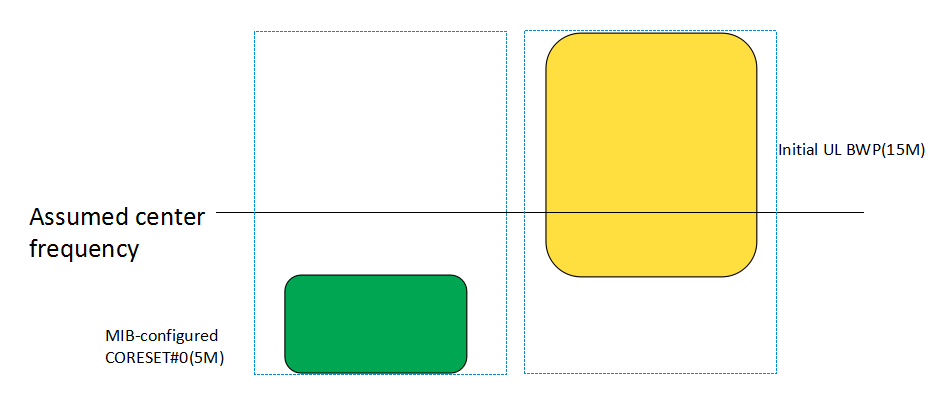 Initial UL BWP(15M)
Assumed center
frequency
MIB-configured
CORESET#0(5M)